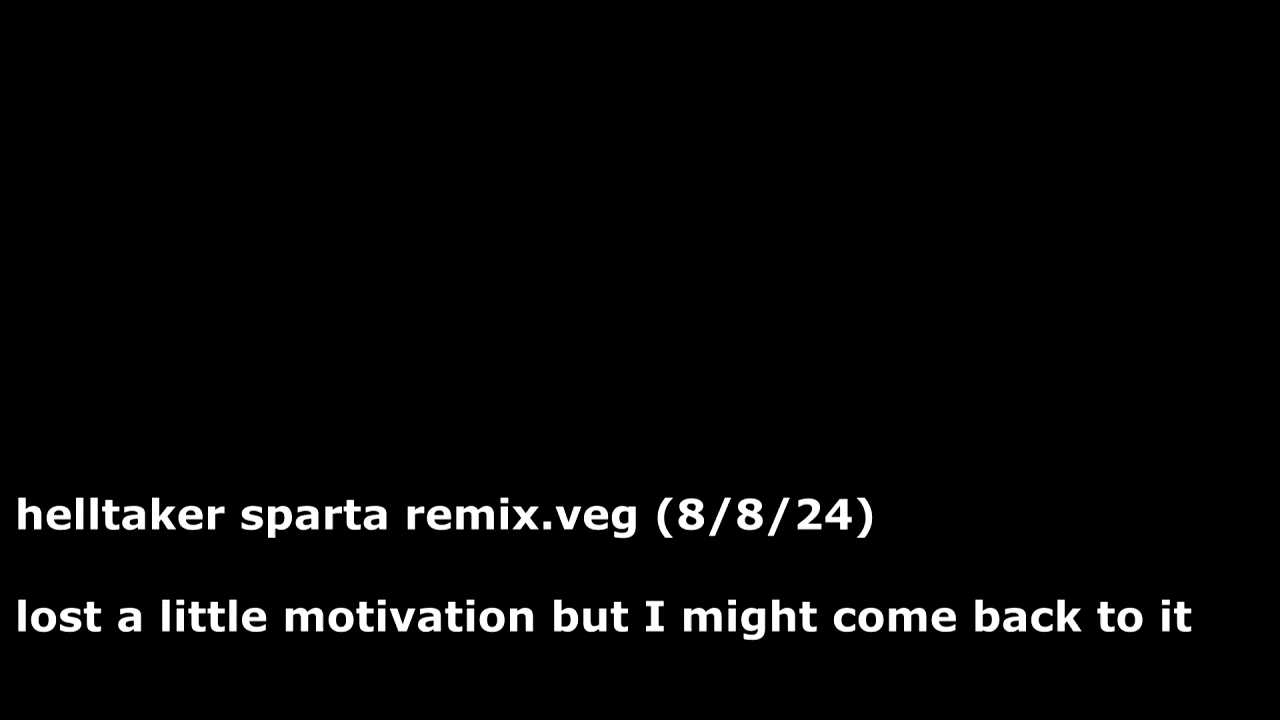 helltaker sparta remix.veg (8/8/24)
lost a little motivation but I might come back to it